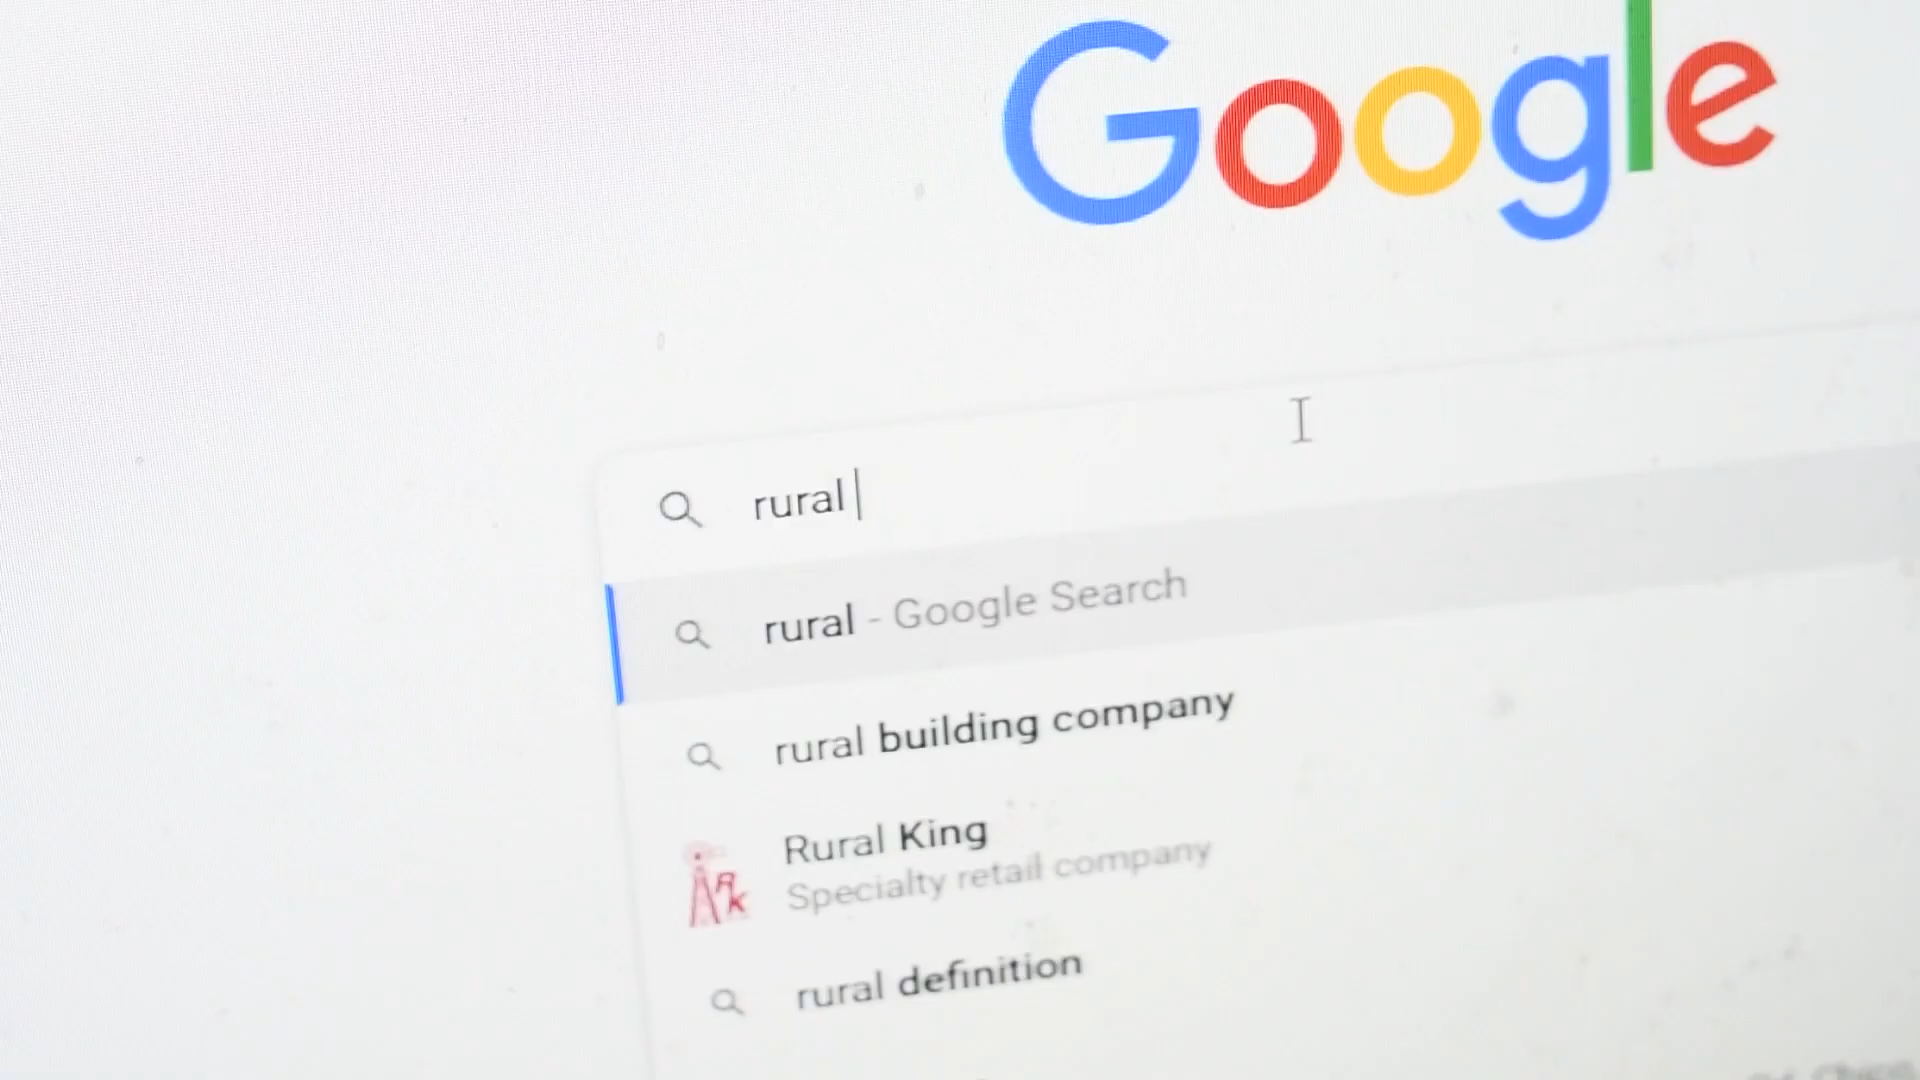 Google
rural
rural - Google Search
rural building company
Rural King
Specialty retail company
rural definition